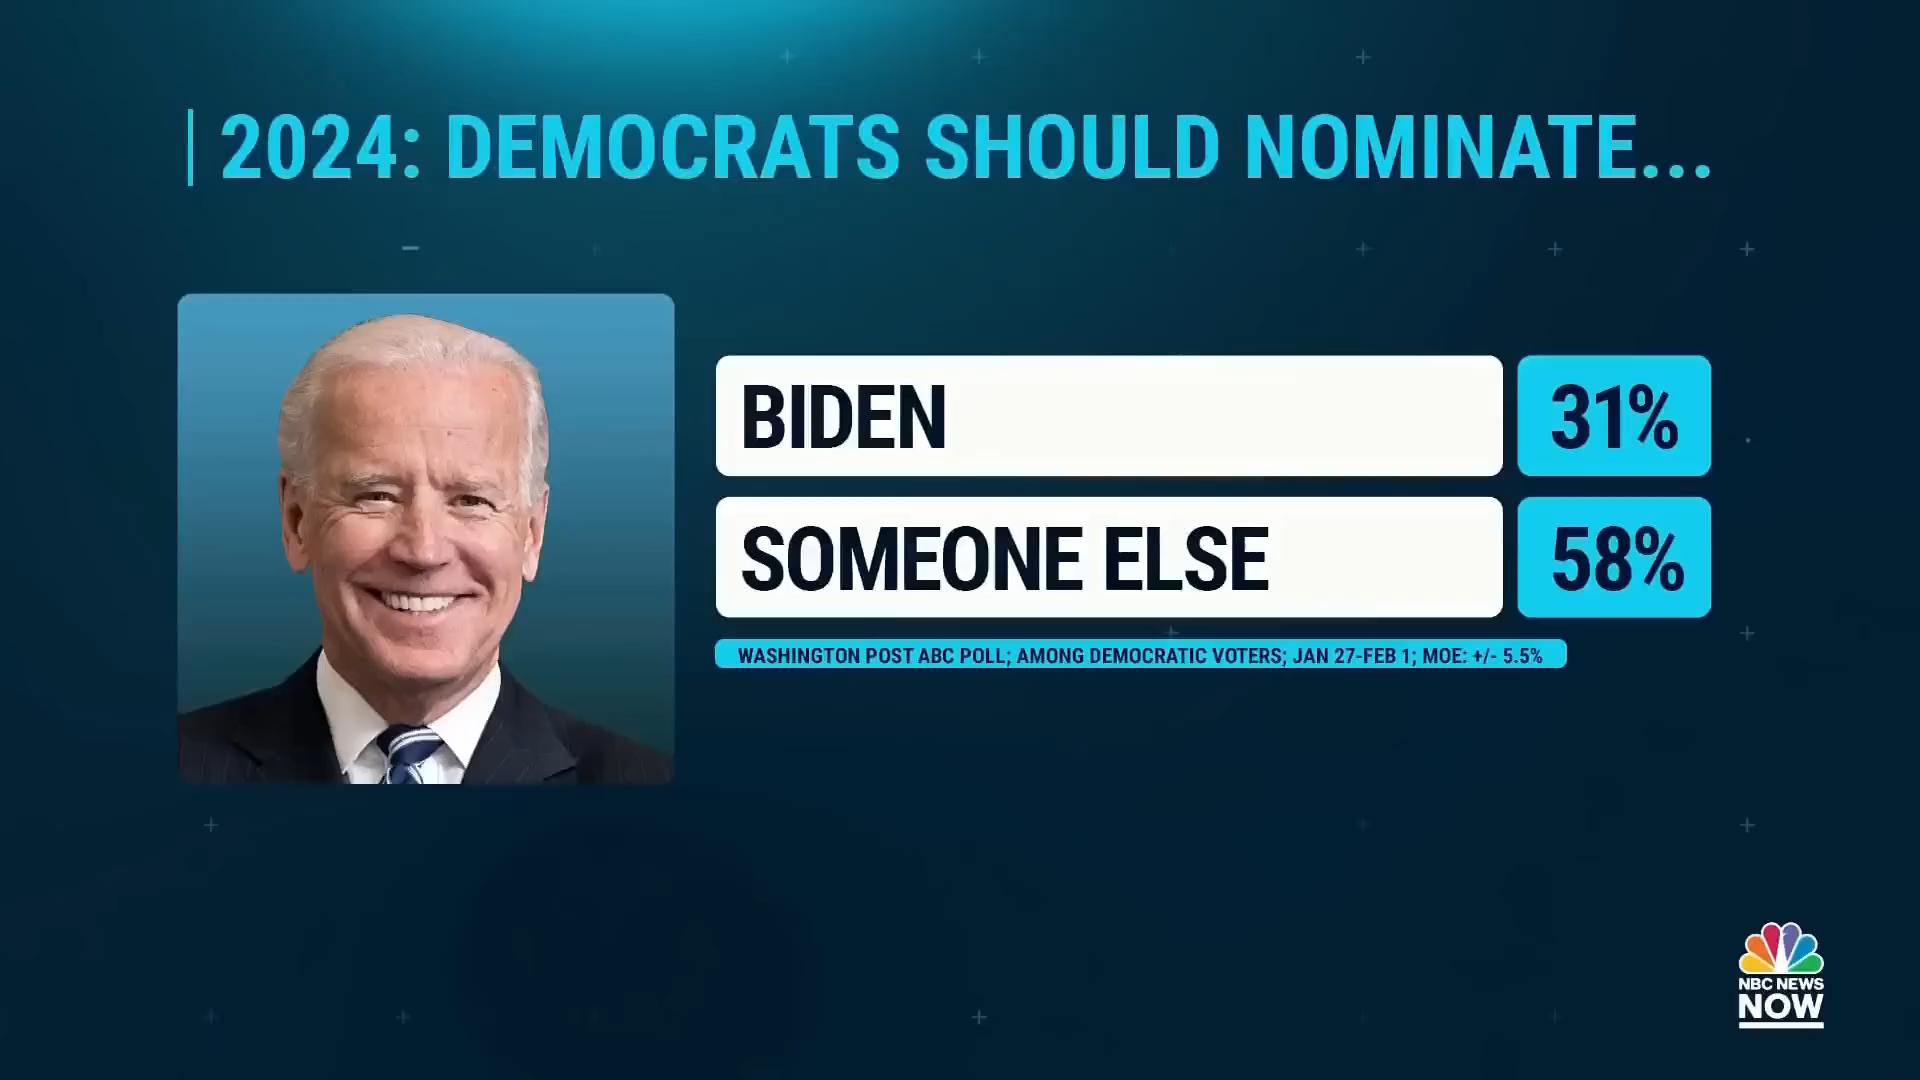 2024: DEMOCRATS SHOULD NOMINATE...
BIDEN 31%
SOMEONE ELSE 58%
WASHINGTON POST ABC POLL; AMONG DEMOCRATIC VOTERS; JAN 27-FEB 1; MOE: +/- 5.5%
NBC NEWS
NOW